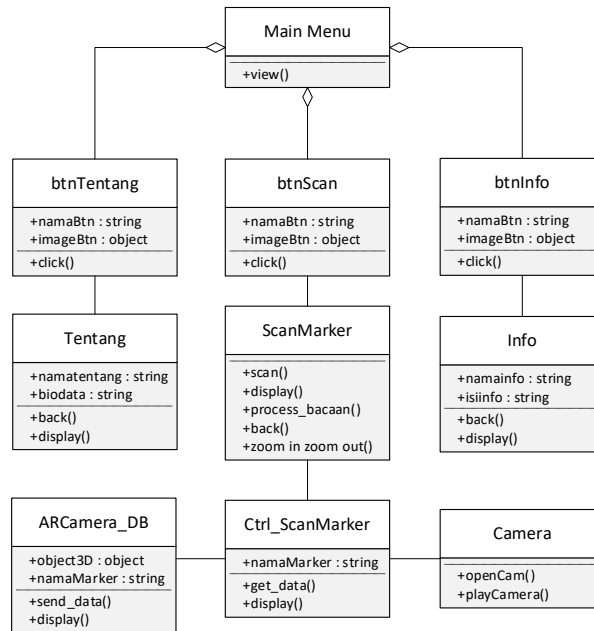 Main Menu
+view()
btnTentang
+namaBtn : string
+imageBtn : object
+click()
btnScan
+namaBtn : string
+imageBtn : object
+click()
btnInfo
+namaBtn : string
+imageBtn : object
+click()
Tentang
+namatentang : string
+biodata : string
+back()
+display()
ScanMarker
+scan()
+display()
+process_bacaan()
+back()
+zoom in zoom out()
Info
+namainfo : string
+isiinfo : string
+back()
+display()
ARCamera_DB
+object3D : object
+namaMarker : string
+send_data()
+display()
Ctrl_ScanMarker
+namaMarker : string
+get_data()
+display()
Camera
+openCam()
+playCamera()